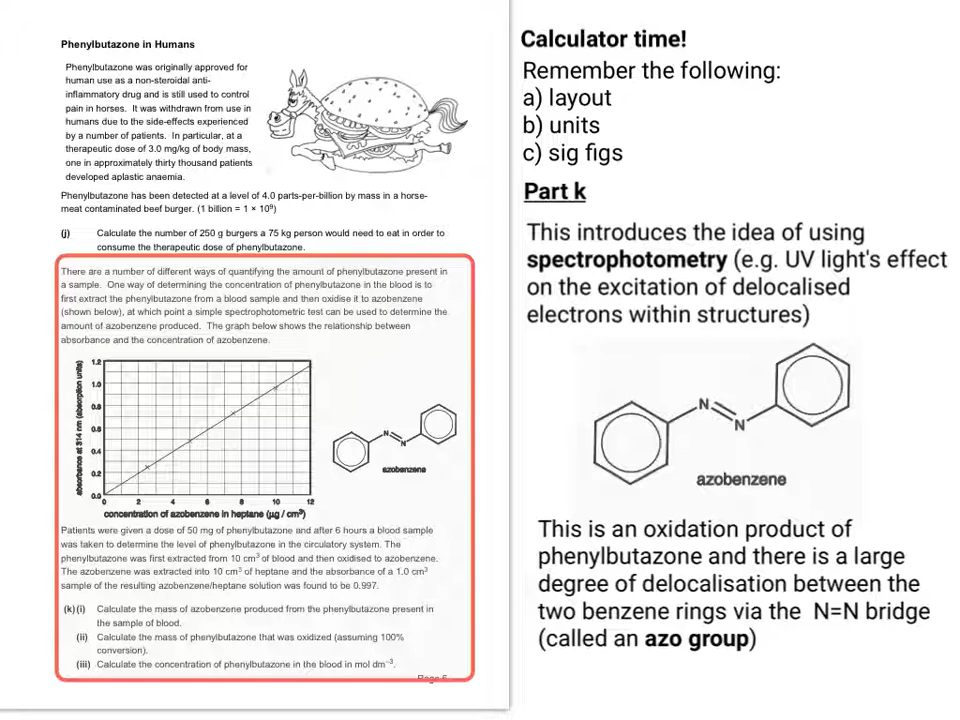 Phenylbutazone in Humans
Phenylbutazone was originally approved for
human use as a non-steroidal anti-
inflammatory drug and is still used to control
pain in horses. It was withdrawn from use in
humans due to the side-effects experienced
by a number of patients. In particular, at a
therapeutic dose of 3.0 mg/kg of body mass,
one in approximately thirty thousand patients
developed aplastic anaemia.
Phenylbutazone has been detected at a level of 4.0 parts-per-billion by mass in a horse-
meat contaminated beef burger. (1 billion = 1 × 10⁹)
(j) Calculate the number of 250 g burgers a 75 kg person would need to eat in order to
consume the therapeutic dose of phenylbutazone.
There are a number of different ways of quantifying the amount of phenylbutazone present in
a sample. One way of determining the concentration of phenylbutazone in the blood is to
first extract the phenylbutazone from a blood sample and then oxidise it to azobenzene
(shown below), at which point a simple spectrophotometric test can be used to determine the
amount of azobenzene produced. The graph below shows the relationship between
absorbance and the concentration of azobenzene.
absorbance at 314 nm (absorption units)
1.2
1.0
0.8
0.6
0.4
0.2
0.0
0 2 4 6 8 10 12
concentration of azobenzene in heptane (µg / cm³)
N
N
azobenzene
Patients were given a dose of 50 mg of phenylbutazone and after 6 hours a blood sample
was taken to determine the level of phenylbutazone in the circulatory system. The
phenylbutazone was first extracted from 10 cm³ of blood and then oxidised to azobenzene.
The azobenzene was extracted into 10 cm³ of heptane and the absorbance of a 1.0 cm³
sample of the resulting azobenzene/heptane solution was found to be 0.997.
(k)(i) Calculate the mass of azobenzene produced from the phenylbutazone present in
the sample of blood.
(ii) Calculate the mass of phenylbutazone that was oxidized (assuming 100%
conversion).
(iii) Calculate the concentration of phenylbutazone in the blood in mol dm⁻³.
Page 6
Calculator time!
Remember the following:
a) layout
b) units
c) sig figs
Part k
This introduces the idea of using
spectrophotometry (e.g. UV light's effect
on the excitation of delocalised
electrons within structures)
N
N
azobenzene
This is an oxidation product of
phenylbutazone and there is a large
degree of delocalisation between the
two benzene rings via the N=N bridge
(called an azo group)